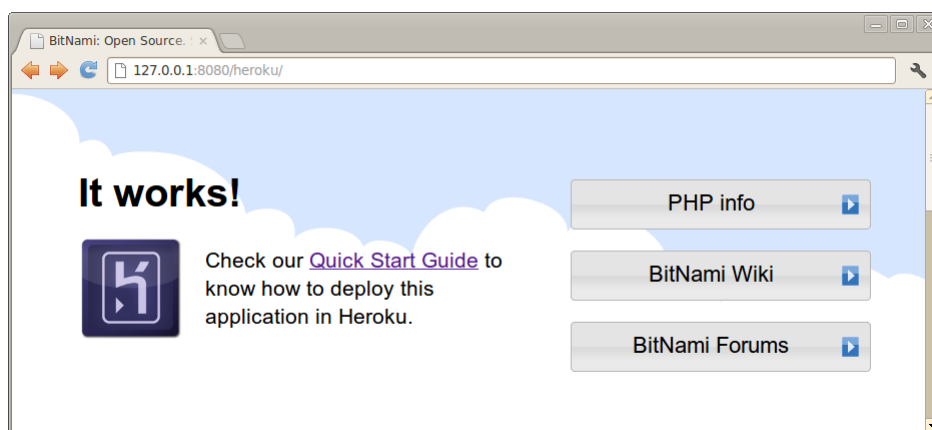 BitNami: Open Source.
127.0.0.1:8080/heroku/
It works!
Check our Quick Start Guide to
know how to deploy this
application in Heroku.
PHP info
BitNami Wiki
BitNami Forums